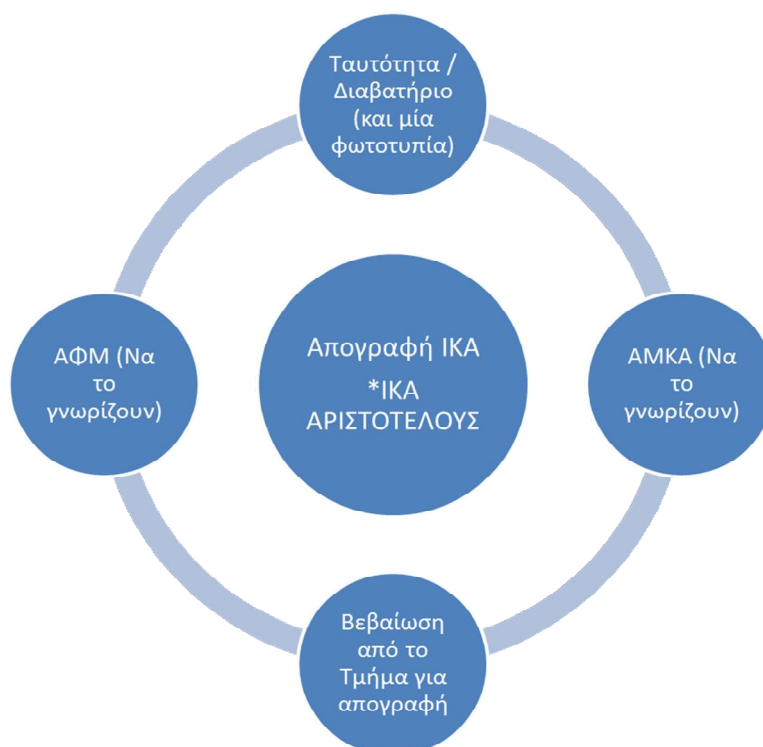 Ταυτότητα /
Διαβατήριο
(και μία
φωτοτυπία)
ΑΦΜ (Να
το
γνωρίζουν)
Απογραφή ΙΚΑ
*ΙΚΑ
ΑΡΙΣΤΟΤΕΛΟΥΣ
ΑΜΚΑ (Να
το
γνωρίζουν)
Βεβαίωση
από το
Τμήμα για
απογραφή